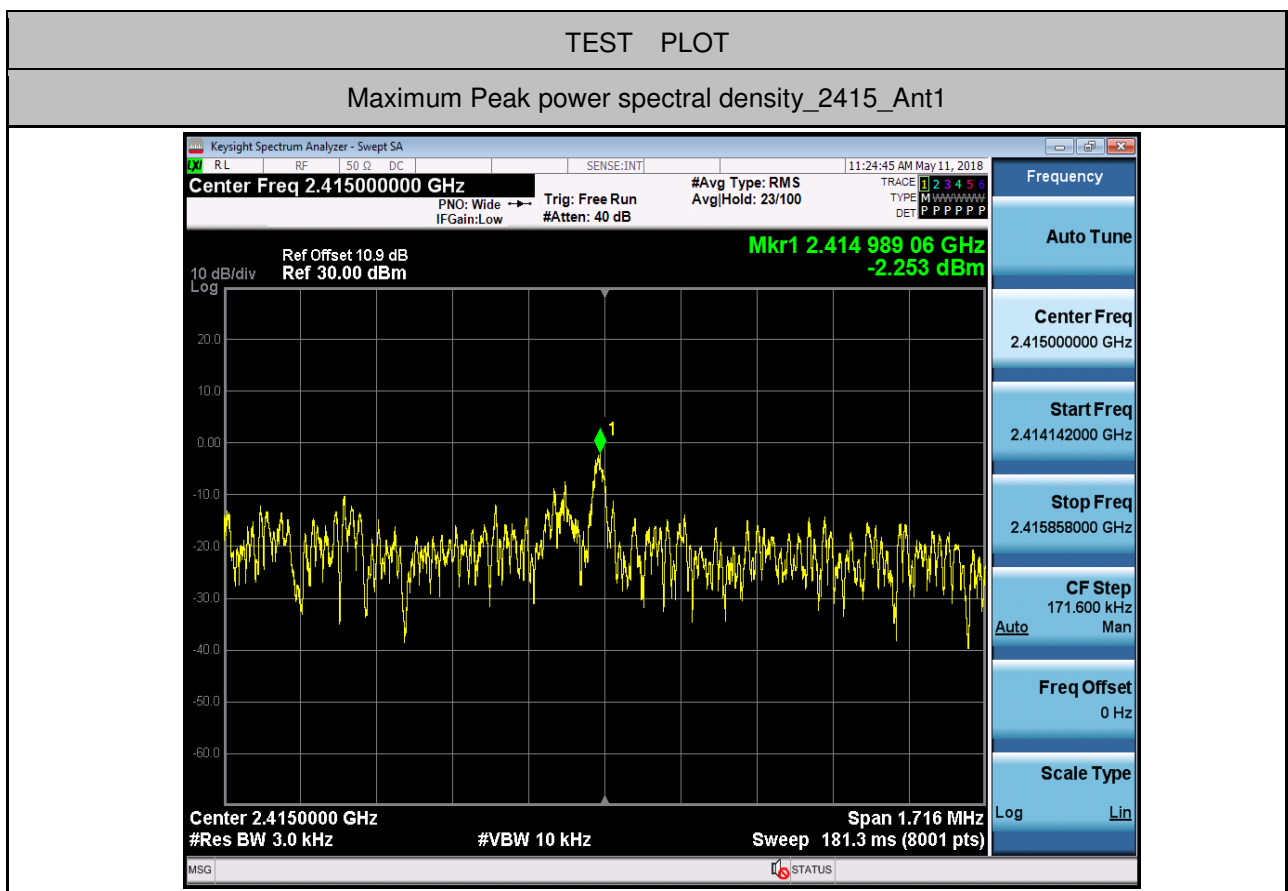 TEST PLOT
Maximum Peak power spectral density_2415_Ant1
Keysight Spectrum Analyzer - Swept SA
LXI RL RF 50 Ω DC SENSE:INT 11:24:45 AM May 11, 2018
Center Freq 2.415000000 GHz
PNO: Wide
IFGain:Low
Trig: Free Run
#Atten: 40 dB
#Avg Type: RMS
Avg|Hold: 23/100
TRACE 1 2 3 4 5 6
TYPE M WWWWW
DET P P P P P P
Mkr1 2.414 989 06 GHz
-2.253 dBm
Ref Offset 10.9 dB
10 dB/div Ref 30.00 dBm
Log
20.0
10.0
0.00
-10.0
-20.0
-30.0
-40.0
-50.0
-60.0
1
Center 2.4150000 GHz Span 1.716 MHz
#Res BW 3.0 kHz #VBW 10 kHz Sweep 181.3 ms (8001 pts)
MSG STATUS
Frequency
Auto Tune
Center Freq
2.415000000 GHz
Start Freq
2.414142000 GHz
Stop Freq
2.415858000 GHz
CF Step
171.600 kHz
Auto Man
Freq Offset
0 Hz
Scale Type
Log Lin